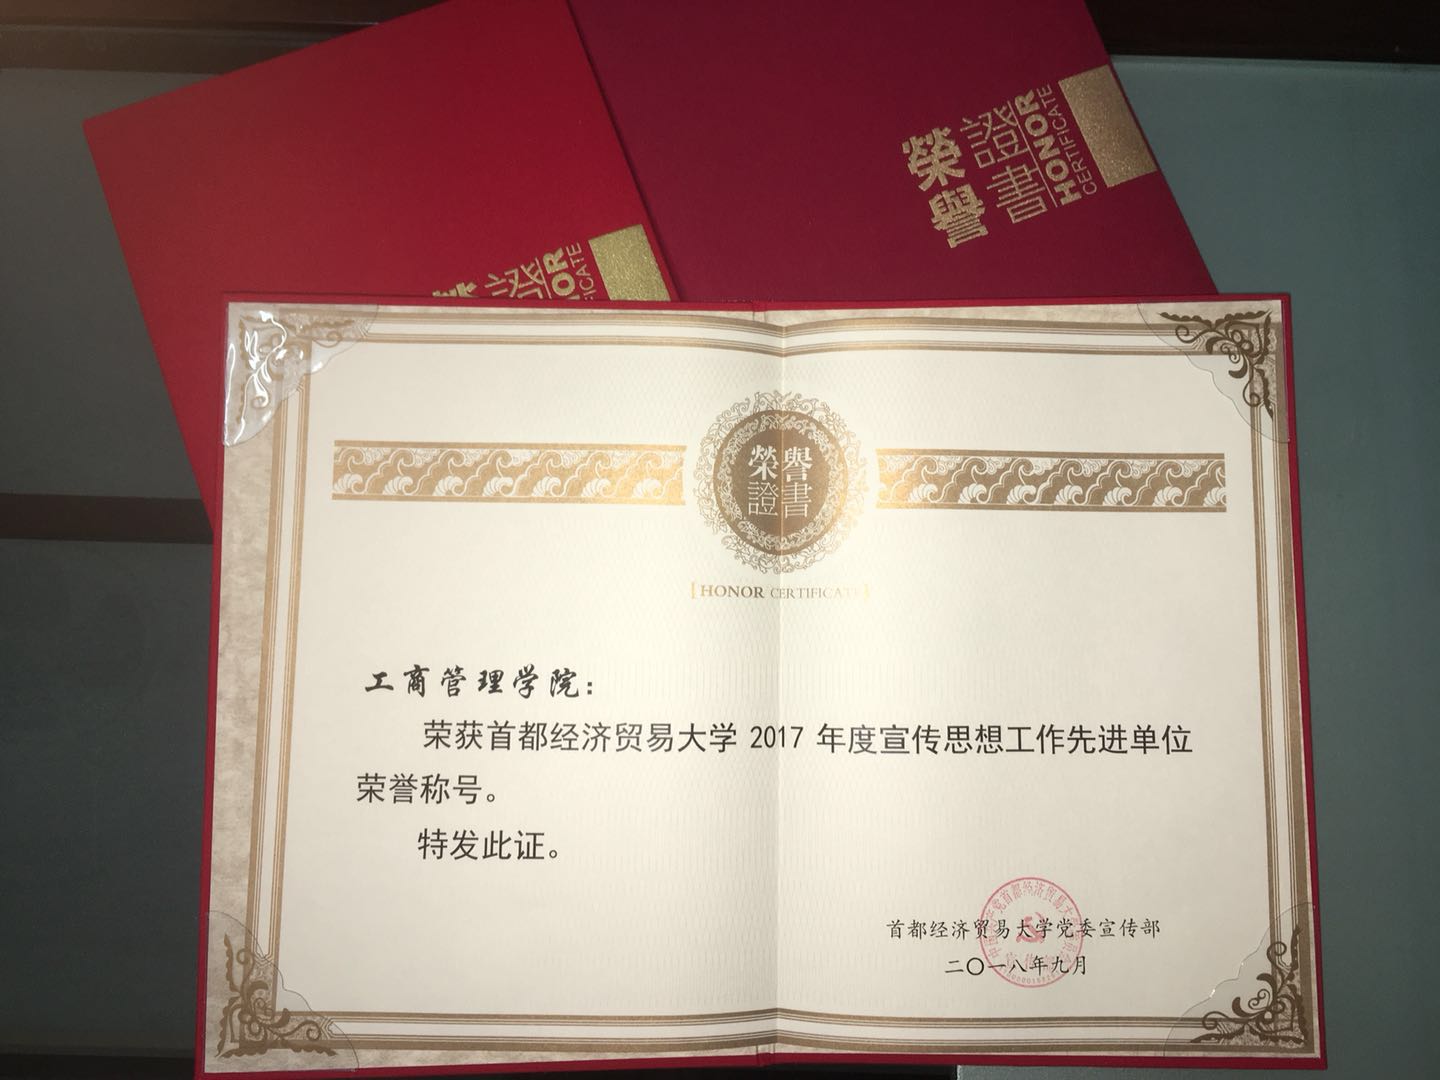 榮譽
證書
HONOR
CERTIFICATE
證
榮譽
證書
HONOR CERTIFICATE
工商管理学院：
荣获首都经济贸易大学 2017 年度宣传思想工作先进单位
荣誉称号。
特发此证。
首都经济贸易大学党委宣传部
二〇一八年九月